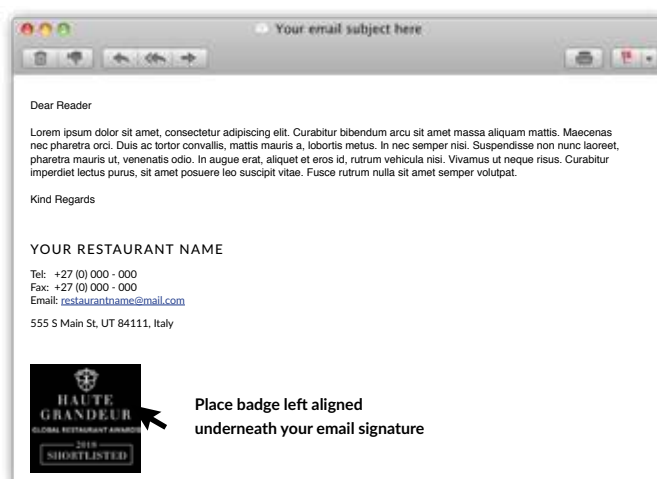 Your email subject here
Dear Reader
Lorem ipsum dolor sit amet, consectetur adipiscing elit. Curabitur bibendum arcu sit amet massa aliquam mattis. Maecenas
nec pharetra orci. Duis ac tortor convallis, mattis mauris a, lobortis metus. In nec semper nisi. Suspendisse non nunc laoreet,
pharetra mauris ut, venenatis odio. In augue erat, aliquet et eros id, rutrum vehicula nisi. Vivamus ut neque risus. Curabitur
imperdiet lectus purus, sit amet posuere leo suscipit vitae. Fusce rutrum nulla sit amet semper volutpat.
Kind Regards
YOUR RESTAURANT NAME
Tel: +27 (0) 000 - 000
Fax: +27 (0) 000 - 000
Email: restaurantname@mail.com
555 S Main St, UT 84111, Italy
HAUTE
GRANDEUR
GLOBAL RESTAURANT AWARDS
2018
SHORTLISTED
Place badge left aligned
underneath your email signature